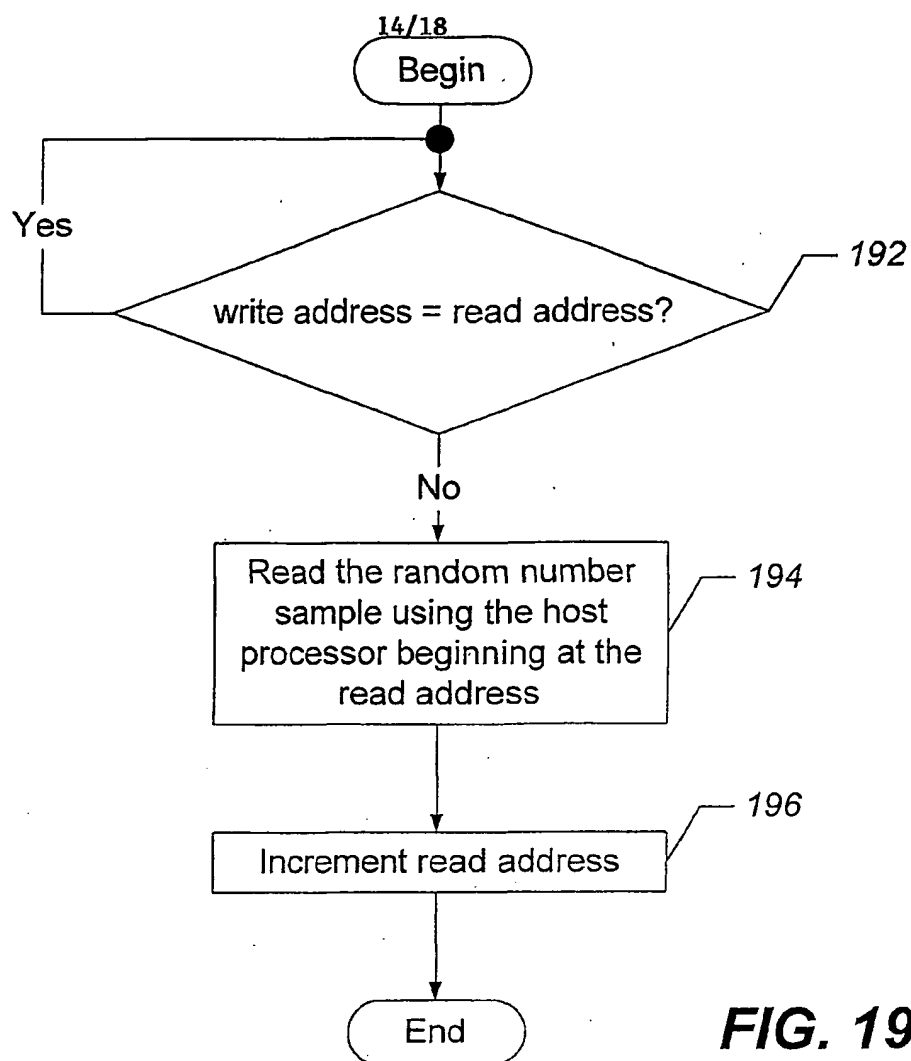 14/18
Begin
Yes
192
write address = read address?
No
Read the random number
sample using the host
processor beginning at the
read address
194
196
Increment read address
End
FIG. 19